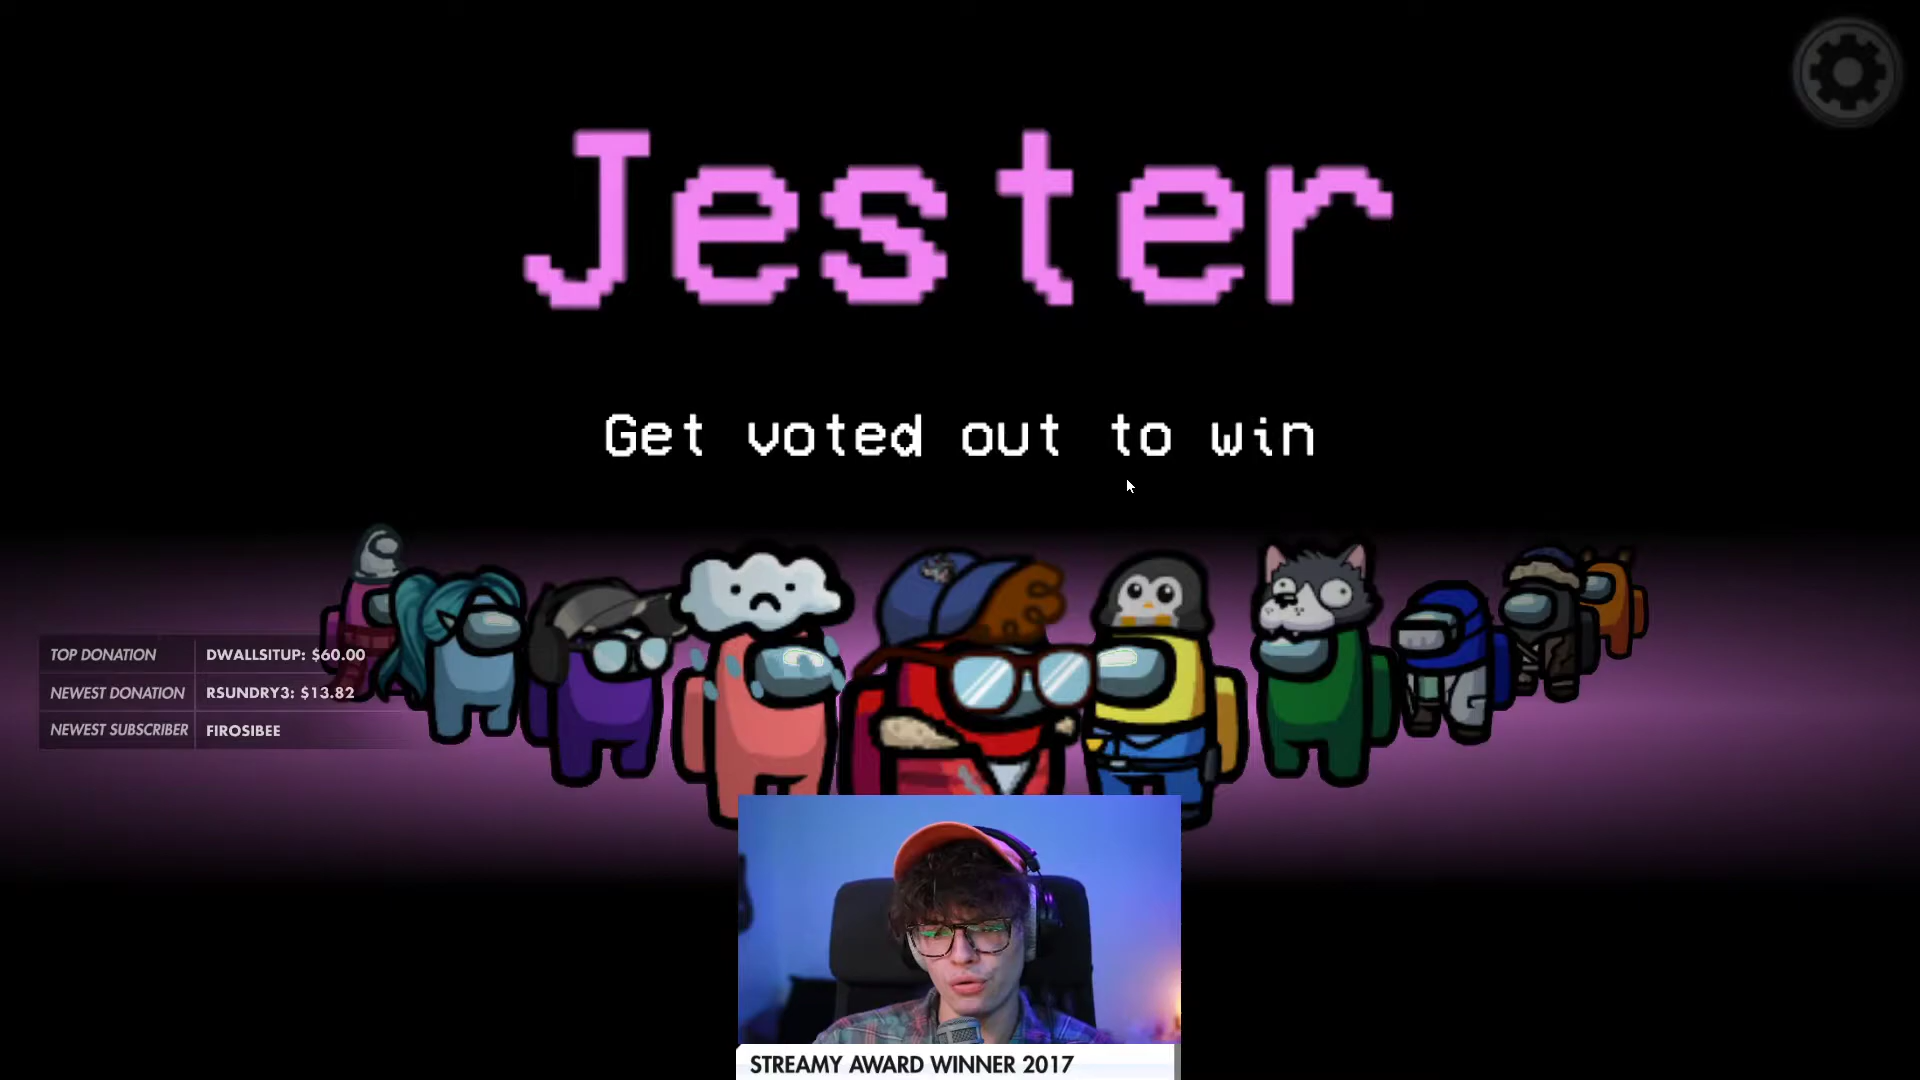 Jester
Get voted out to win
TOP DONATION DWALLSITUP: $60.00
NEWEST DONATION RSUNDRY3: $13.82
NEWEST SUBSCRIBER FIROSIBEE
STREAMY AWARD WINNER 2017